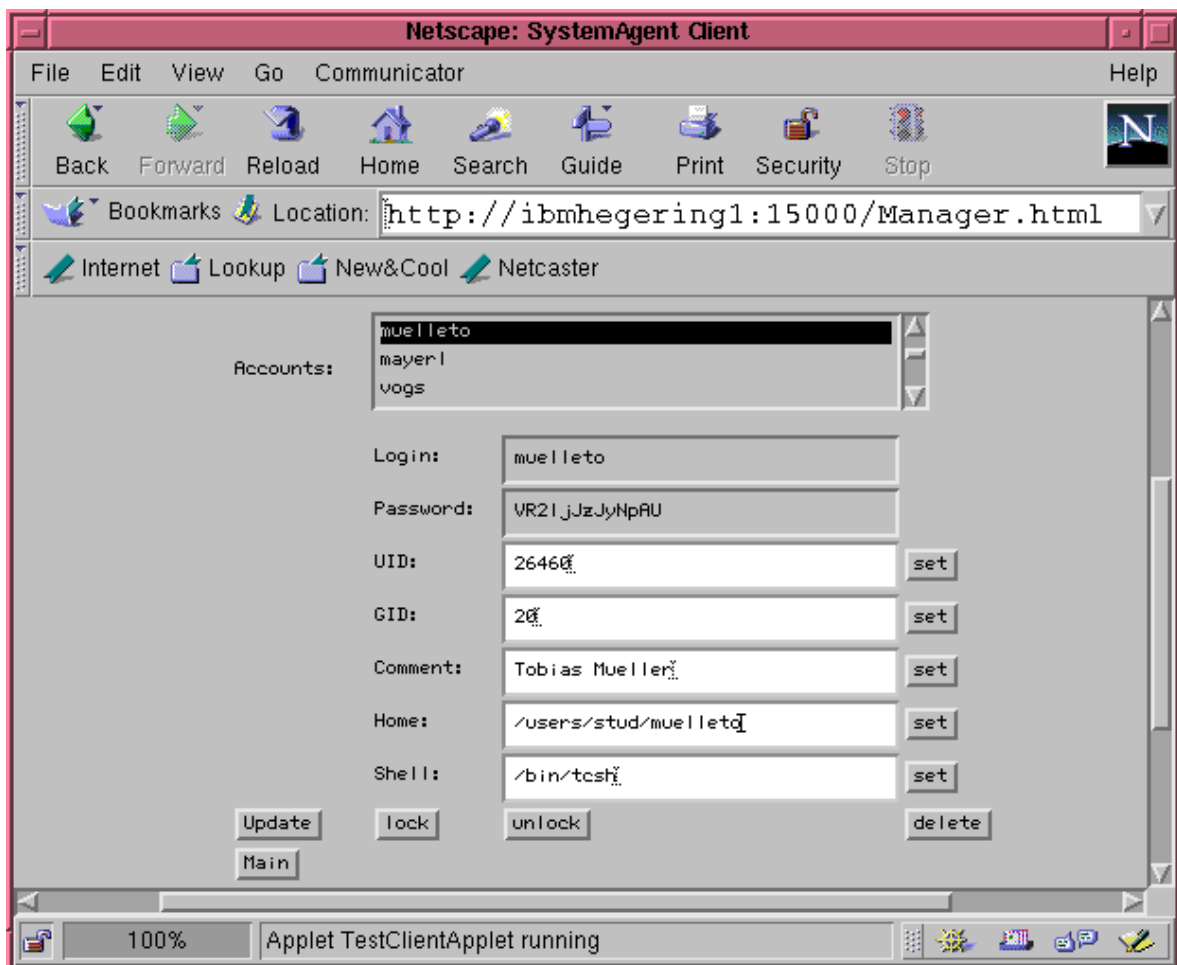 Netscape: SystemAgent Client
File Edit View Go Communicator Help
Back Forward Reload Home Search Guide Print Security Stop
N
Bookmarks Location: http://ibmhegering1:15000/Manager.html
Internet Lookup New&Cool Netcaster
Accounts:
muelleto
mayerl
vogs
Login: muelleto
Password: VR2ljJzJyNpAU
UID: 26460 set
GID: 20 set
Comment: Tobias Mueller set
Home: /users/stud/muelleto set
Shell: /bin/tcsh set
Update lock unlock delete
Main
100% Applet TestClientApplet running